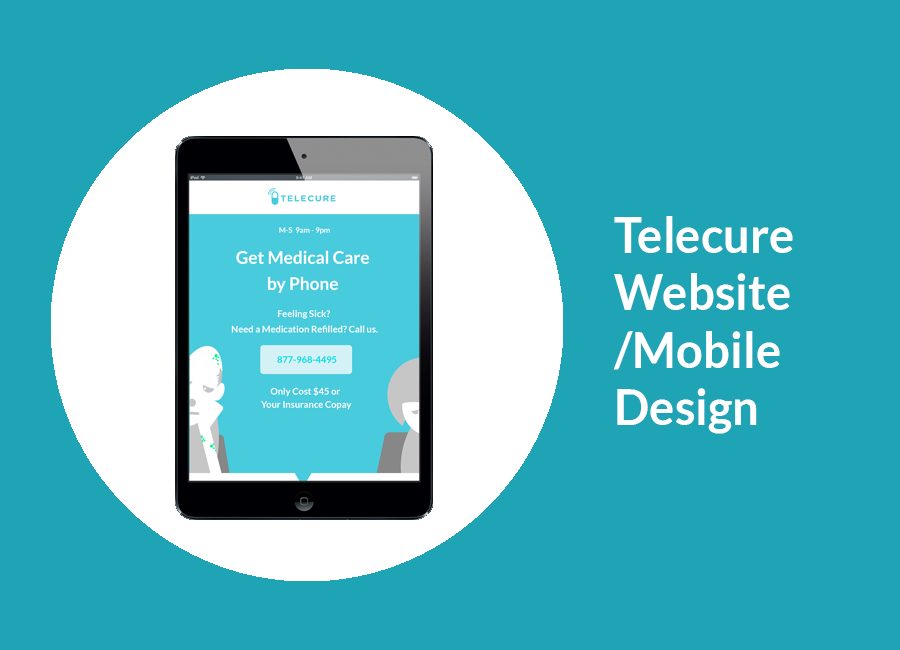 iPad
TELECURE
M-S 9am - 9pm
Get Medical Care
by Phone
Feeling Sick?
Need a Medication Refilled? Call us.
877-968-4495
Only Cost $45 or
Your Insurance Copay
Telecure
Website
/Mobile
Design